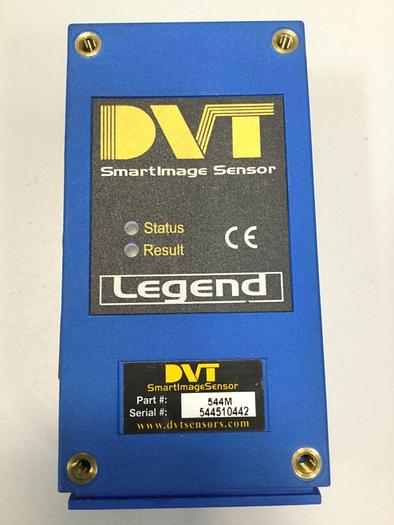 DVT
SmartImage Sensor
Status
Result
CE
Legend
DVT
SmartImageSensor
Part #: 544M
Serial #: 544510442
www.dvtsensors.com